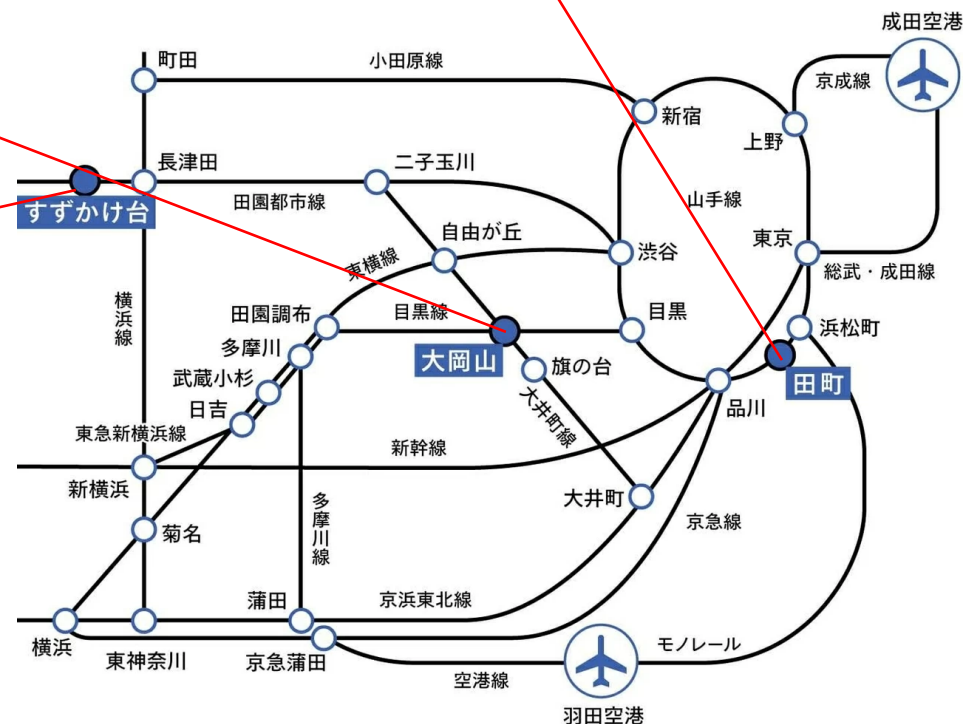 成田空港
町田
小田原線
京成線
新宿
上野
長津田
二子玉川
田園都市線
すずかけ台
山手線
自由が丘
東京
渋谷
東横線
総武・成田線
横浜線
田園調布
目黒線
目黒
浜松町
多摩川
大岡山
旗の台
田町
武蔵小杉
日吉
大井町線
品川
東急新横浜線
新幹線
新横浜
多摩川線
大井町
京急線
菊名
蒲田
京浜東北線
横浜
東神奈川
京急蒲田
モノレール
空港線
羽田空港